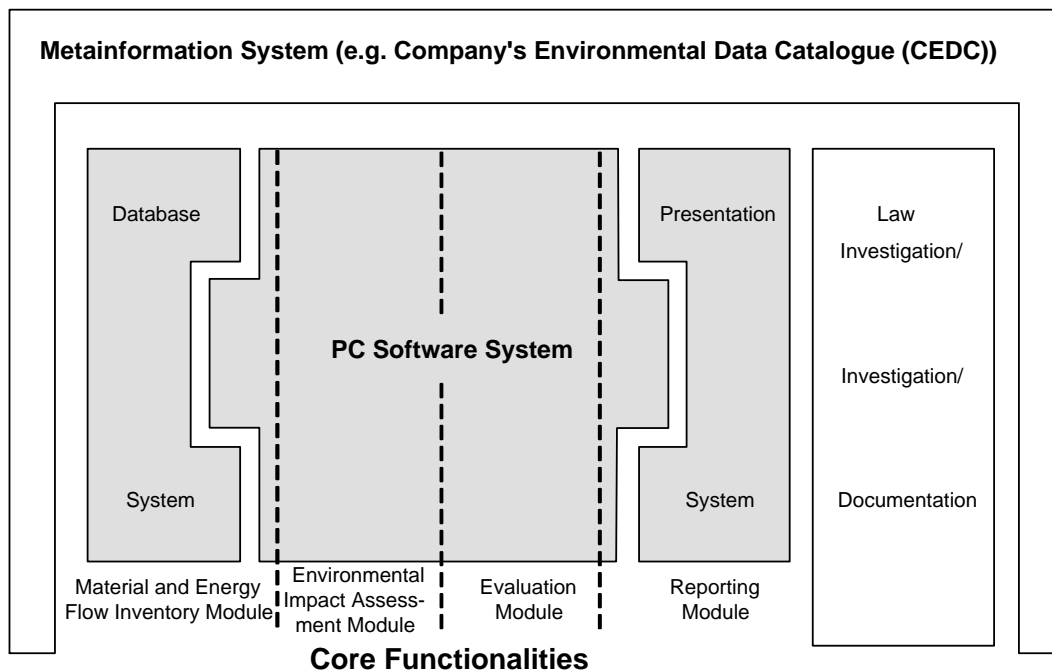 Metainformation System (e.g. Company's Environmental Data Catalogue (CEDC))
Database
System
PC Software System
Presentation
System
Law
Investigation/
Investigation/
Documentation
Material and Energy
Flow Inventory Module
Environmental
Impact Assess-
ment Module
Evaluation
Module
Reporting
Module
Core Functionalities